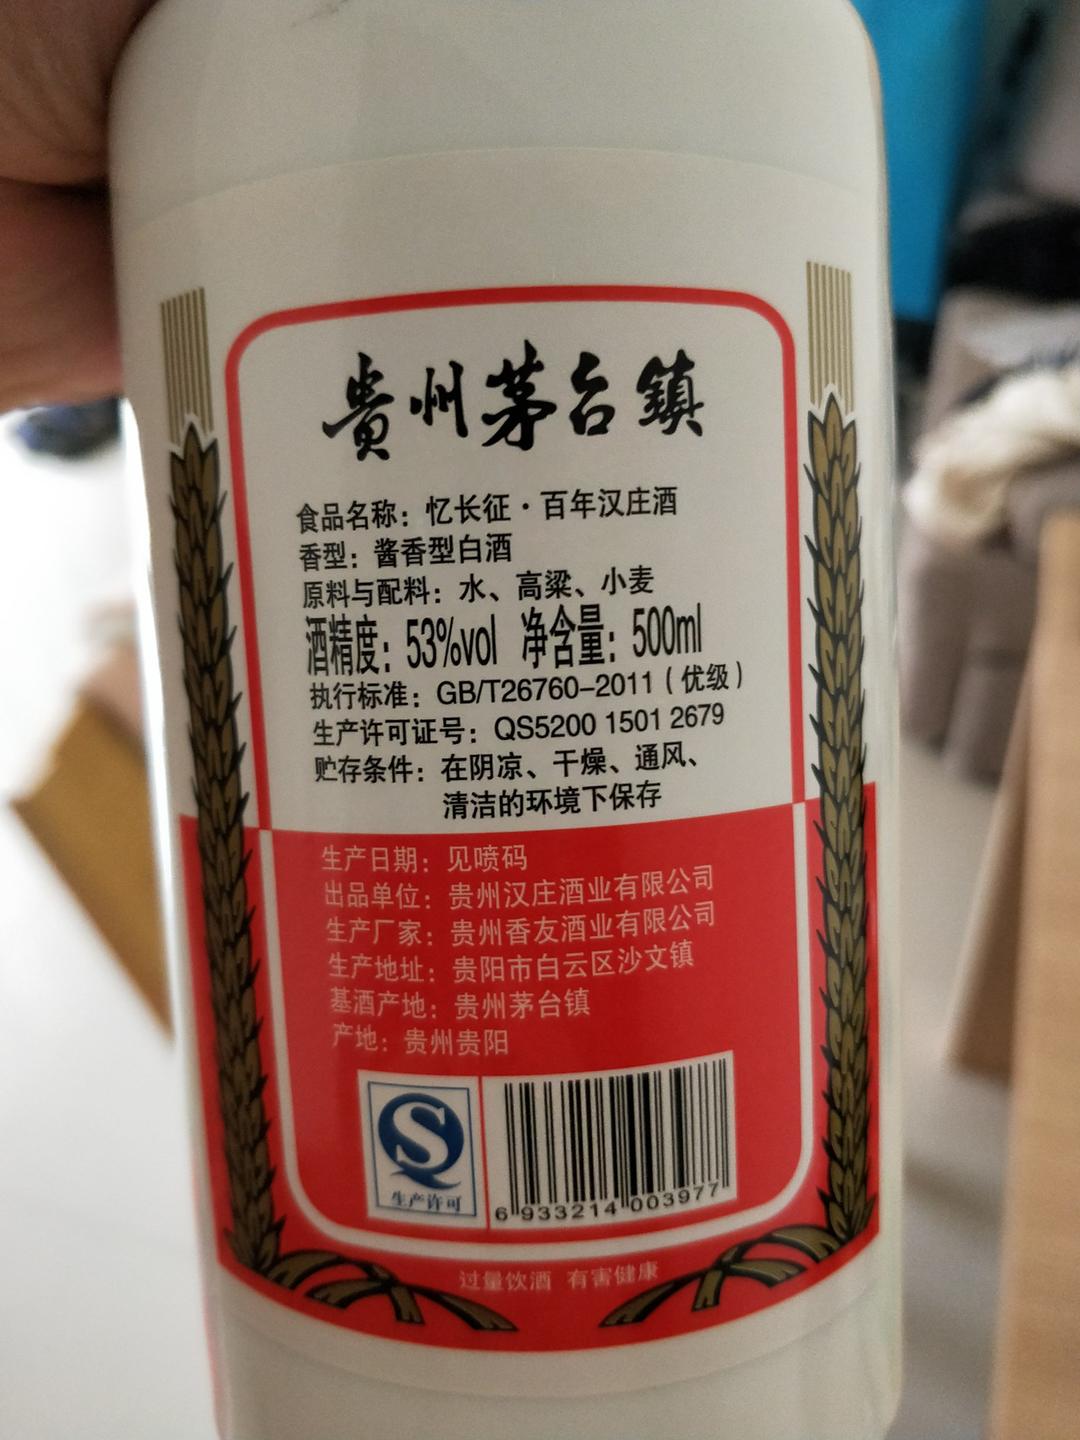 貴州茅台鎮
食品名称：忆长征·百年汉庄酒
香型：酱香型白酒
原料与配料：水、高粱、小麦
酒精度：53%vol 净含量：500ml
执行标准：GB/T26760-2011（优级）
生产许可证号：QS5200 1501 2679
贮存条件：在阴凉、干燥、通风、
清洁的环境下保存
生产日期：见喷码
出品单位：贵州汉庄酒业有限公司
生产厂家：贵州香友酒业有限公司
生产地址：贵阳市白云区沙文镇
基酒产地：贵州茅台镇
产地：贵州贵阳
生产许可
6 933214 003977
过量饮酒 有害健康